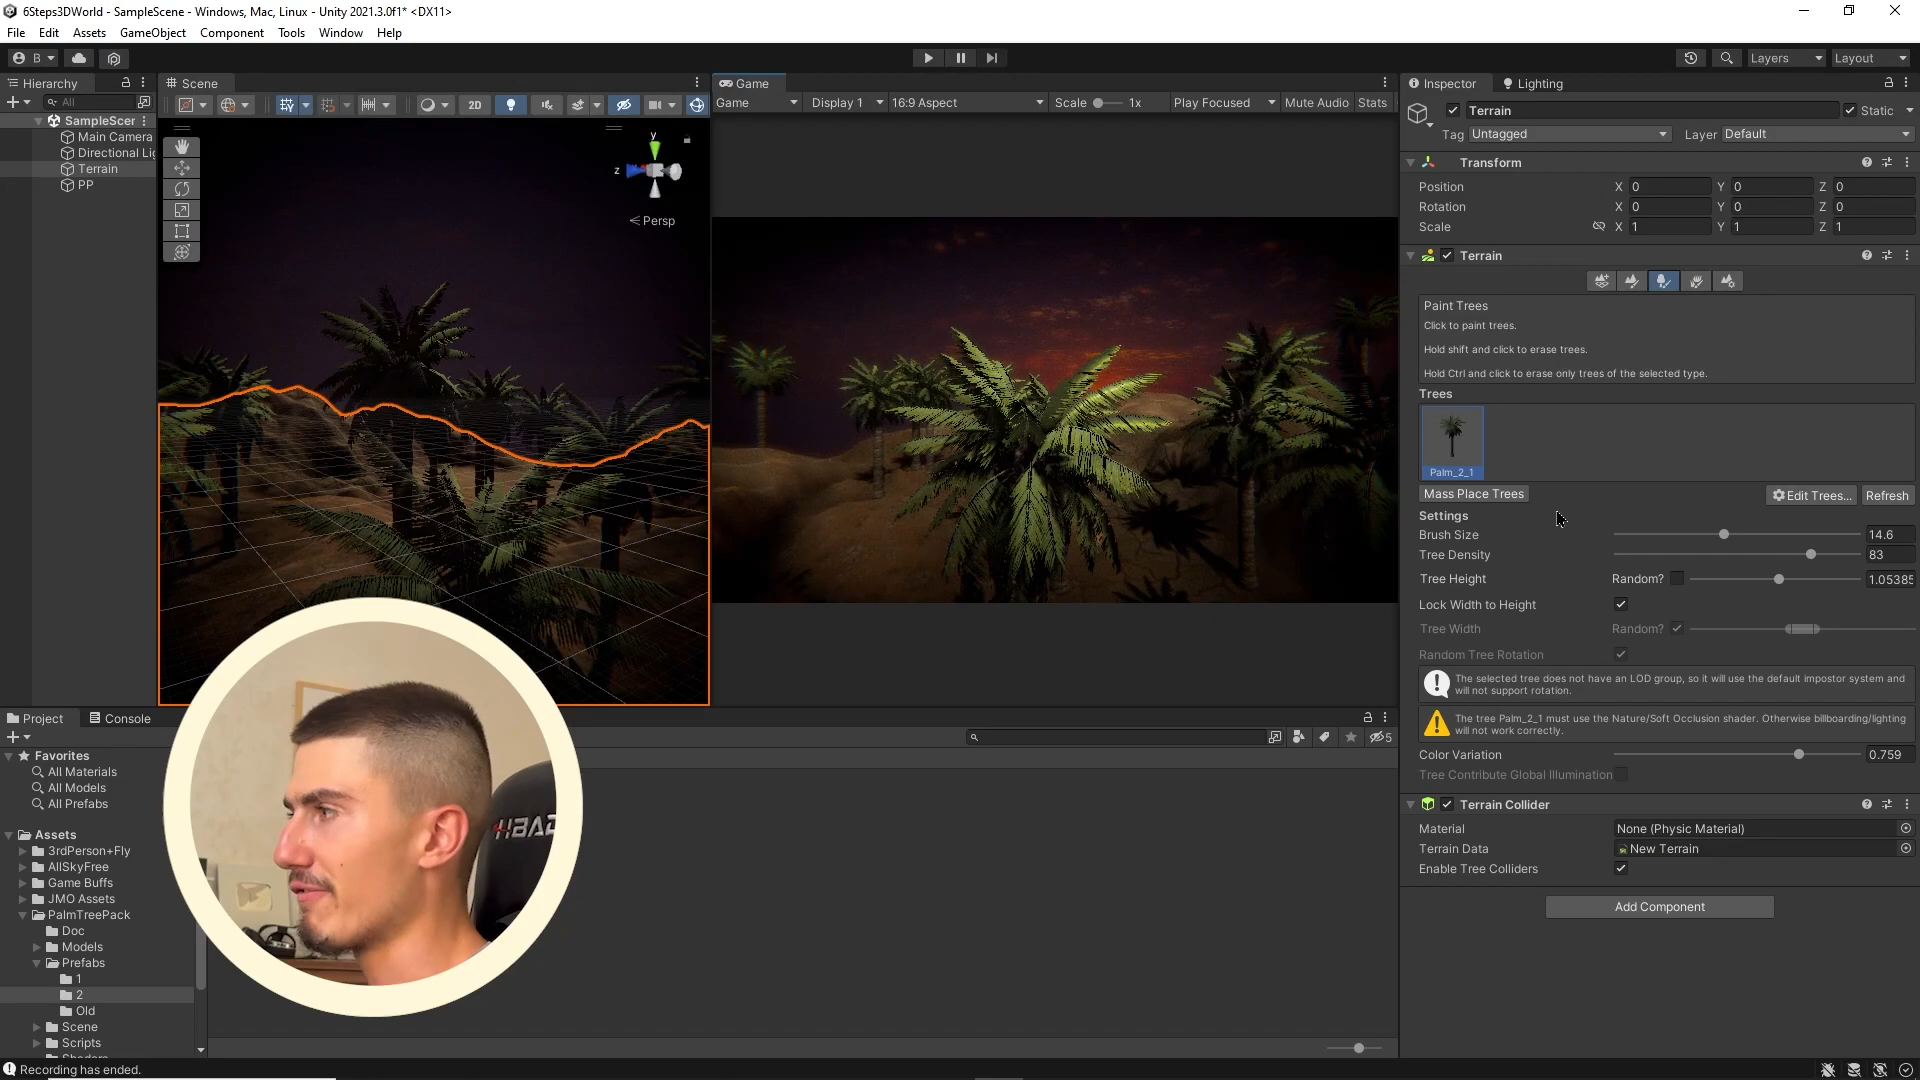 6Steps3DWorld - SampleScene - Windows, Mac, Linux - Unity 2021.3.0f1* <DX11>
File Edit Assets GameObject Component Tools Window Help
B
Layers Layout
Hierarchy
All
SampleScer
Main Camera
Directional Lig
Terrain
PP
Scene
2D
y
z
Persp
Game
Game Display 1 16:9 Aspect Scale 1x Play Focused Mute Audio Stats
Inspector Lighting
Terrain Static
Tag Untagged Layer Default
Transform
Position X 0 Y 0 Z 0
Rotation X 0 Y 0 Z 0
Scale X 1 Y 1 Z 1
Terrain
Paint Trees
Click to paint trees.
Hold shift and click to erase trees.
Hold Ctrl and click to erase only trees of the selected type.
Trees
Palm_2_1
Mass Place Trees Edit Trees... Refresh
Settings
Brush Size 14.6
Tree Density 83
Tree Height Random? 1.05385
Lock Width to Height
Tree Width Random?
Random Tree Rotation
The selected tree does not have an LOD group, so it will use the default impostor system and
will not support rotation.
The tree Palm_2_1 must use the Nature/Soft Occlusion shader. Otherwise billboarding/lighting
will not work correctly.
Color Variation 0.759
Tree Contribute Global Illumination
Terrain Collider
Material None (Physic Material)
Terrain Data New Terrain
Enable Tree Colliders
Add Component
Project Console
5
Favorites
All Materials
All Models
All Prefabs
Assets
3rdPerson+Fly
AllSkyFree
Game Buffs
JMO Assets
PalmTreePack
Doc
Models
Prefabs
1
2
Old
Scene
Scripts
HBAD
Recording has ended.